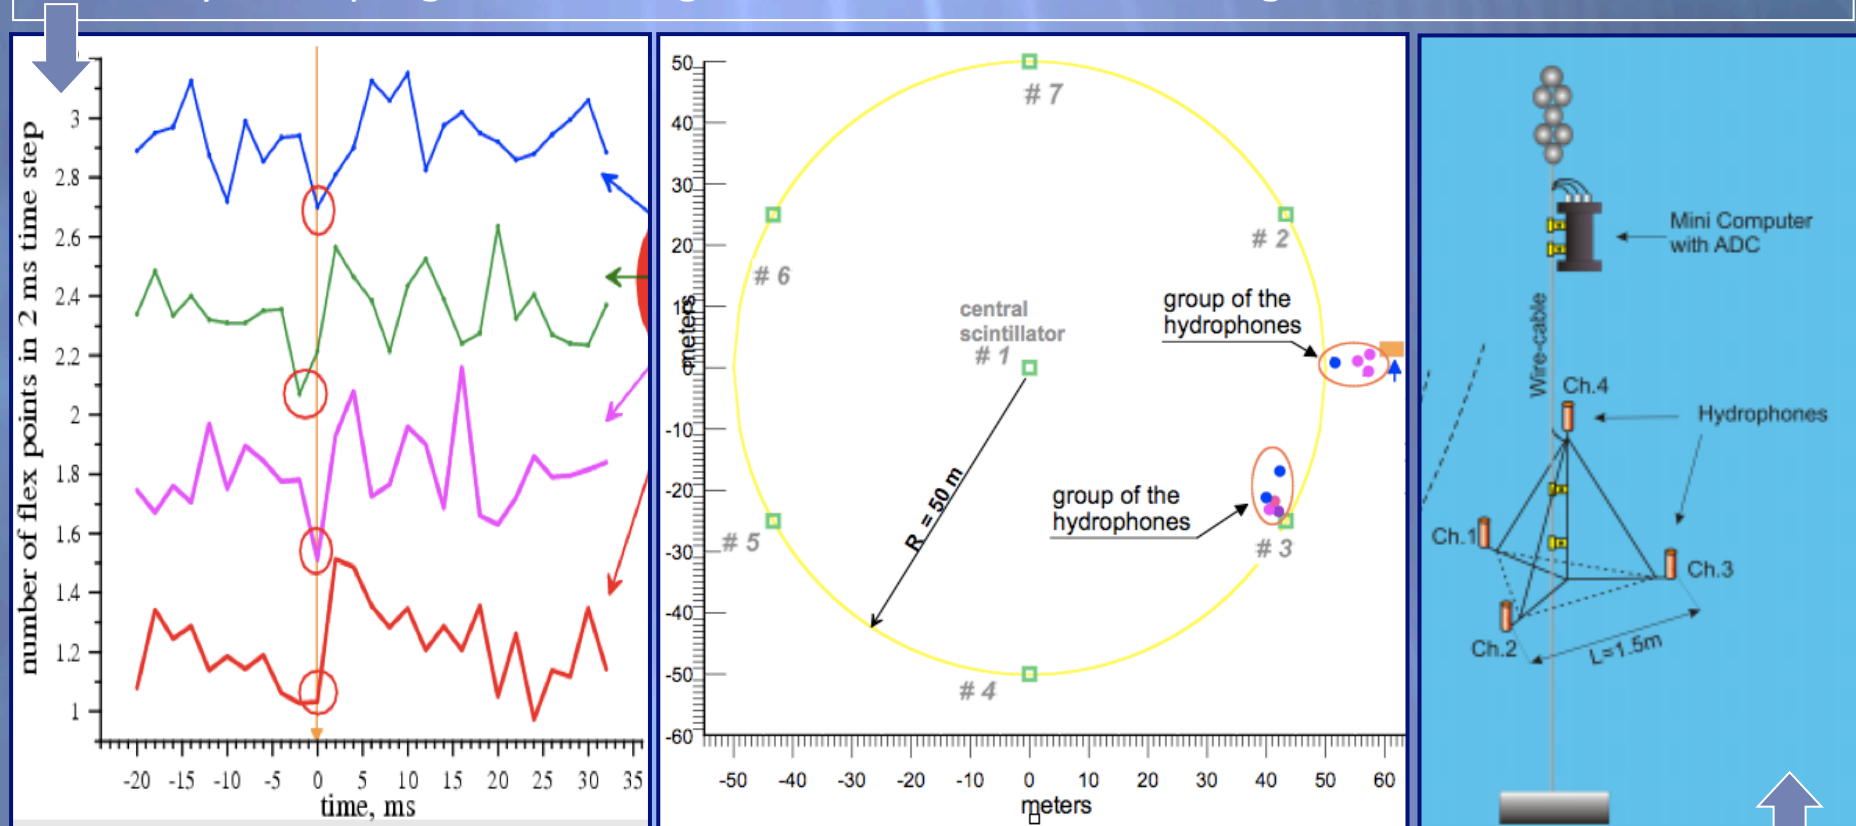 number of flex points in 2 ms time step
3
2.8
2.6
2.4
2.2
2
1.8
1.6
1.4
1.2
1
-20 -15 -10 -5 0 5 10 15 20 25 30 35
time, ms
50
40
30
20
10
0
-10
-20
-30
-40
-50
-60
meters
# 7
# 2
# 6
central
scintillator
# 1
group of the
hydrophones
R = 50 m
group of the
hydrophones
# 5
# 3
# 4
-50 -40 -30 -20 -10 0 10 20 30 40 50 60
meters
Mini Computer
with ADC
Wire-cable
Ch.4
Hydrophones
Ch.1
Ch.3
Ch.2
L=1.5m